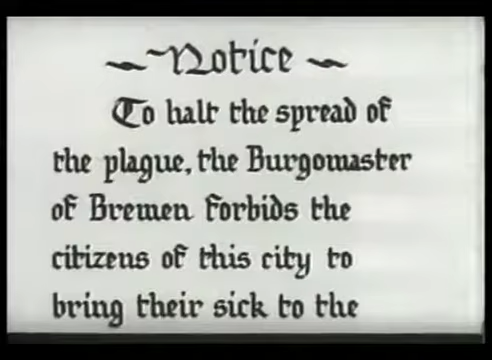 Notice
To halt the spread of
the plague, the Burgomaster
of Bremen forbids the
citizens of this city to
bring their sick to the